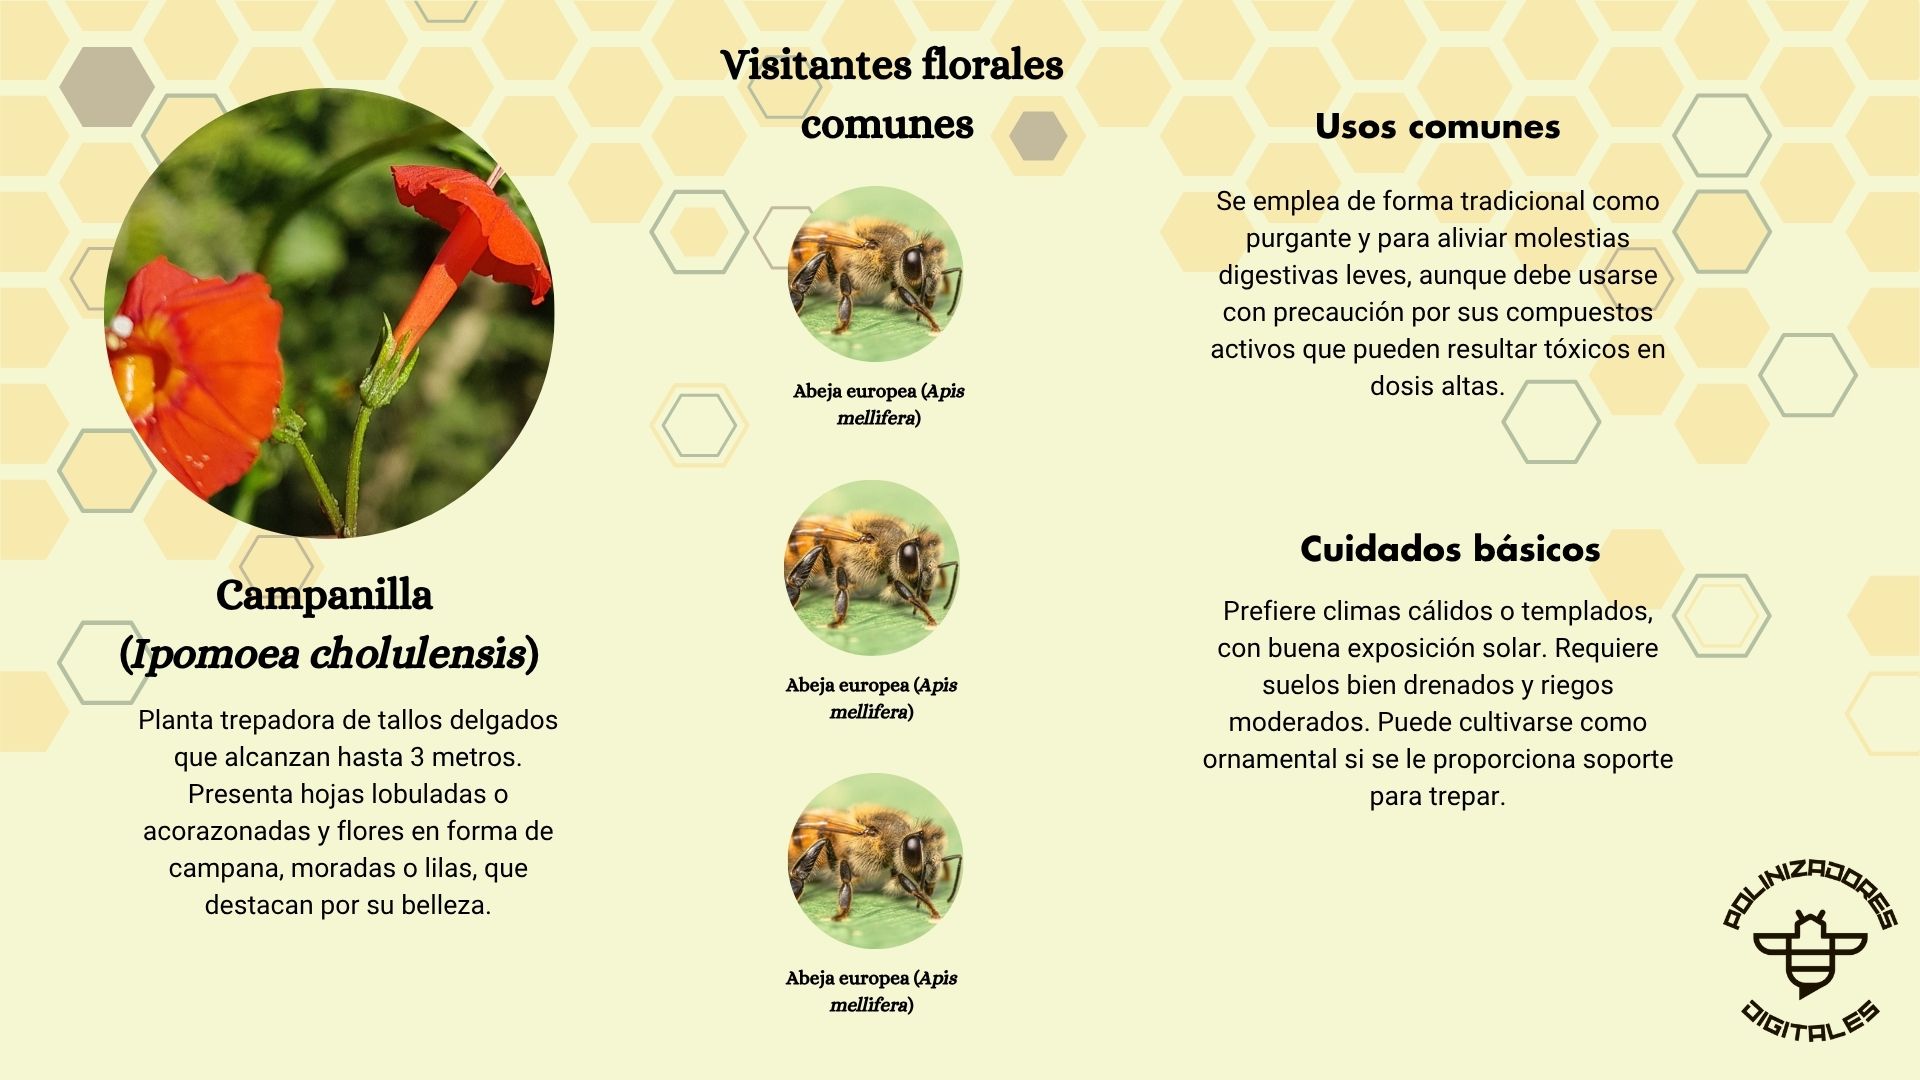 Visitantes florales
comunes
Campanilla
(Ipomoea cholulensis)
Planta trepadora de tallos delgados
que alcanzan hasta 3 metros.
Presenta hojas lobuladas o
acorazonadas y flores en forma de
campana, moradas o lilas, que
destacan por su belleza.
Abeja europea (Apis
mellifera)
Abeja europea (Apis
mellifera)
Abeja europea (Apis
mellifera)
Usos comunes
Se emplea de forma tradicional como
purgante y para aliviar molestias
digestivas leves, aunque debe usarse
con precaución por sus compuestos
activos que pueden resultar tóxicos en
dosis altas.
Cuidados básicos
Prefiere climas cálidos o templados,
con buena exposición solar. Requiere
suelos bien drenados y riegos
moderados. Puede cultivarse como
ornamental si se le proporciona soporte
para trepar.
POLINIZADORES
DIGITALES